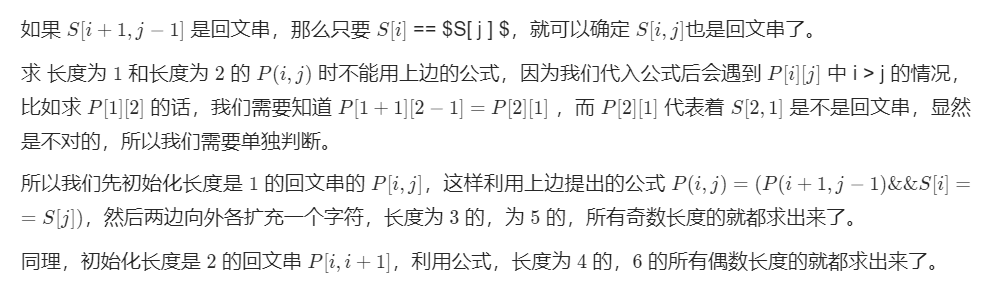 如果 S[i + 1, j − 1] 是回文串，那么只要 S[i] == $S[ j ] $，就可以确定 S[i, j]也是回文串了。
求 长度为 1 和长度为 2 的 P(i, j) 时不能用上边的公式，因为我们代入公式后会遇到 P[i][j] 中 i > j 的情况，
比如求 P[1][2] 的话，我们需要知道 P[1 + 1][2 − 1] = P[2][1] ，而 P[2][1] 代表着 S[2, 1] 是不是回文串，显然
是不对的，所以我们需要单独判断。
所以我们先初始化长度是 1 的回文串的 P[i, j]，这样利用上边提出的公式 P(i, j) = (P(i + 1, j − 1)&&S[i] =
= S[j])，然后两边向外各扩充一个字符，长度为 3 的，为 5 的，所有奇数长度的就都求出来了。
同理，初始化长度是 2 的回文串 P[i, i + 1]，利用公式，长度为 4 的，6 的所有偶数长度的就都求出来了。